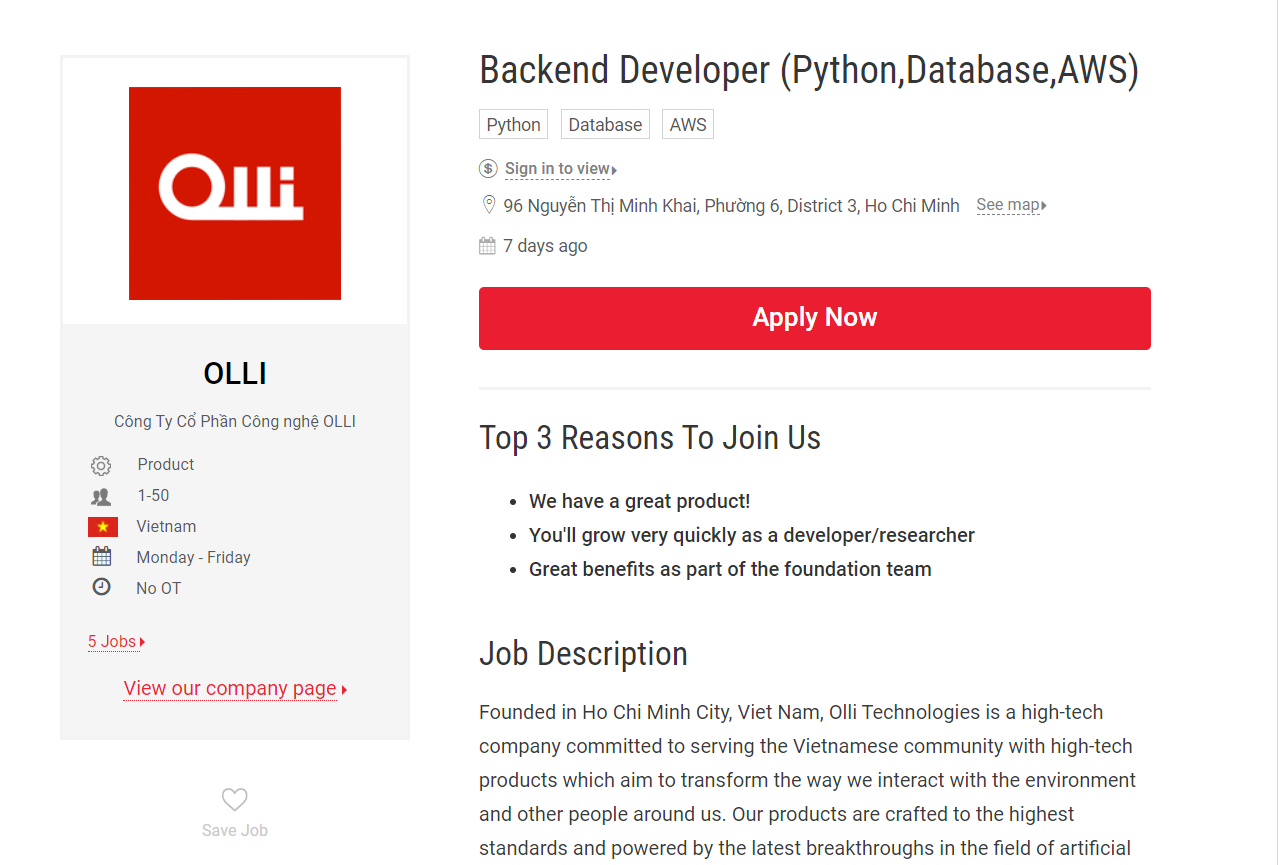 Olli
OLLI
Công Ty Cổ Phần Công nghệ OLLI
Product
1-50
Vietnam
Monday - Friday
No OT
5 Jobs
View our company page
Save Job
Backend Developer (Python,Database,AWS)
Python Database AWS
$ Sign in to view
96 Nguyễn Thị Minh Khai, Phường 6, District 3, Ho Chi Minh See map
7 days ago
Apply Now
Top 3 Reasons To Join Us
• We have a great product!
• You'll grow very quickly as a developer/researcher
• Great benefits as part of the foundation team
Job Description
Founded in Ho Chi Minh City, Viet Nam, Olli Technologies is a high-tech
company committed to serving the Vietnamese community with high-tech
products which aim to transform the way we interact with the environment
and other people around us. Our products are crafted to the highest
standards and powered by the latest breakthroughs in the field of artificial